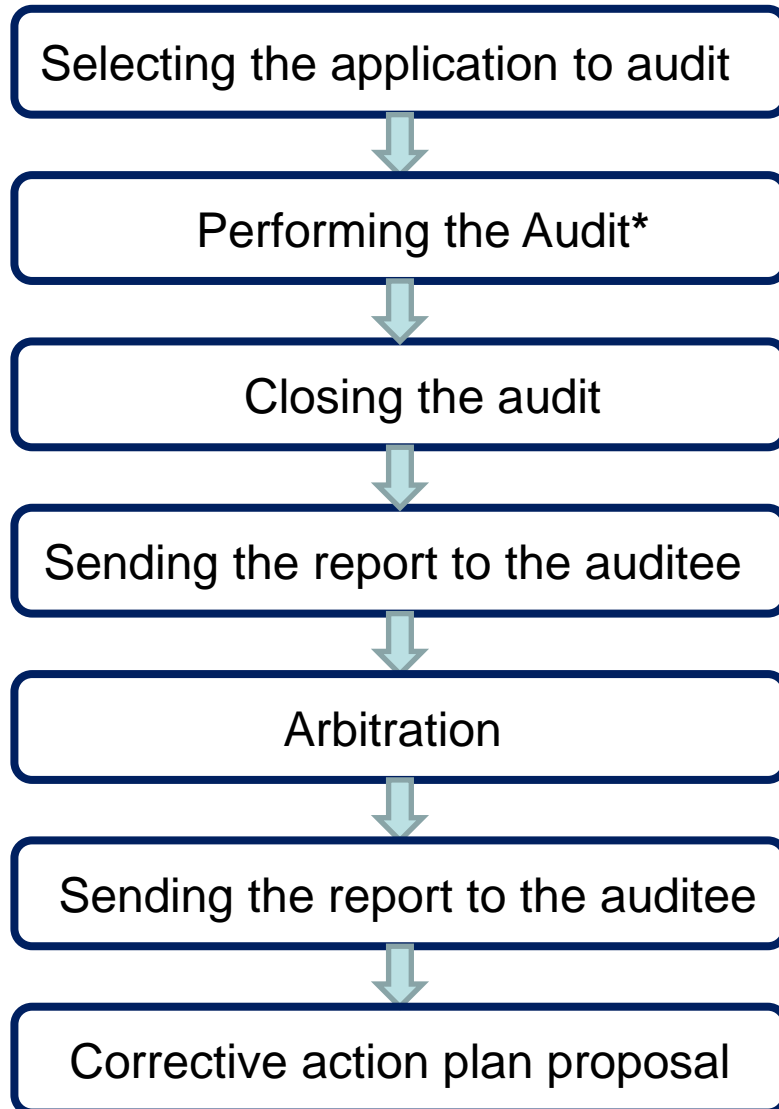 Selecting the application to audit
Performing the Audit*
Closing the audit
Sending the report to the auditee
Arbitration
Sending the report to the auditee
Corrective action plan proposal